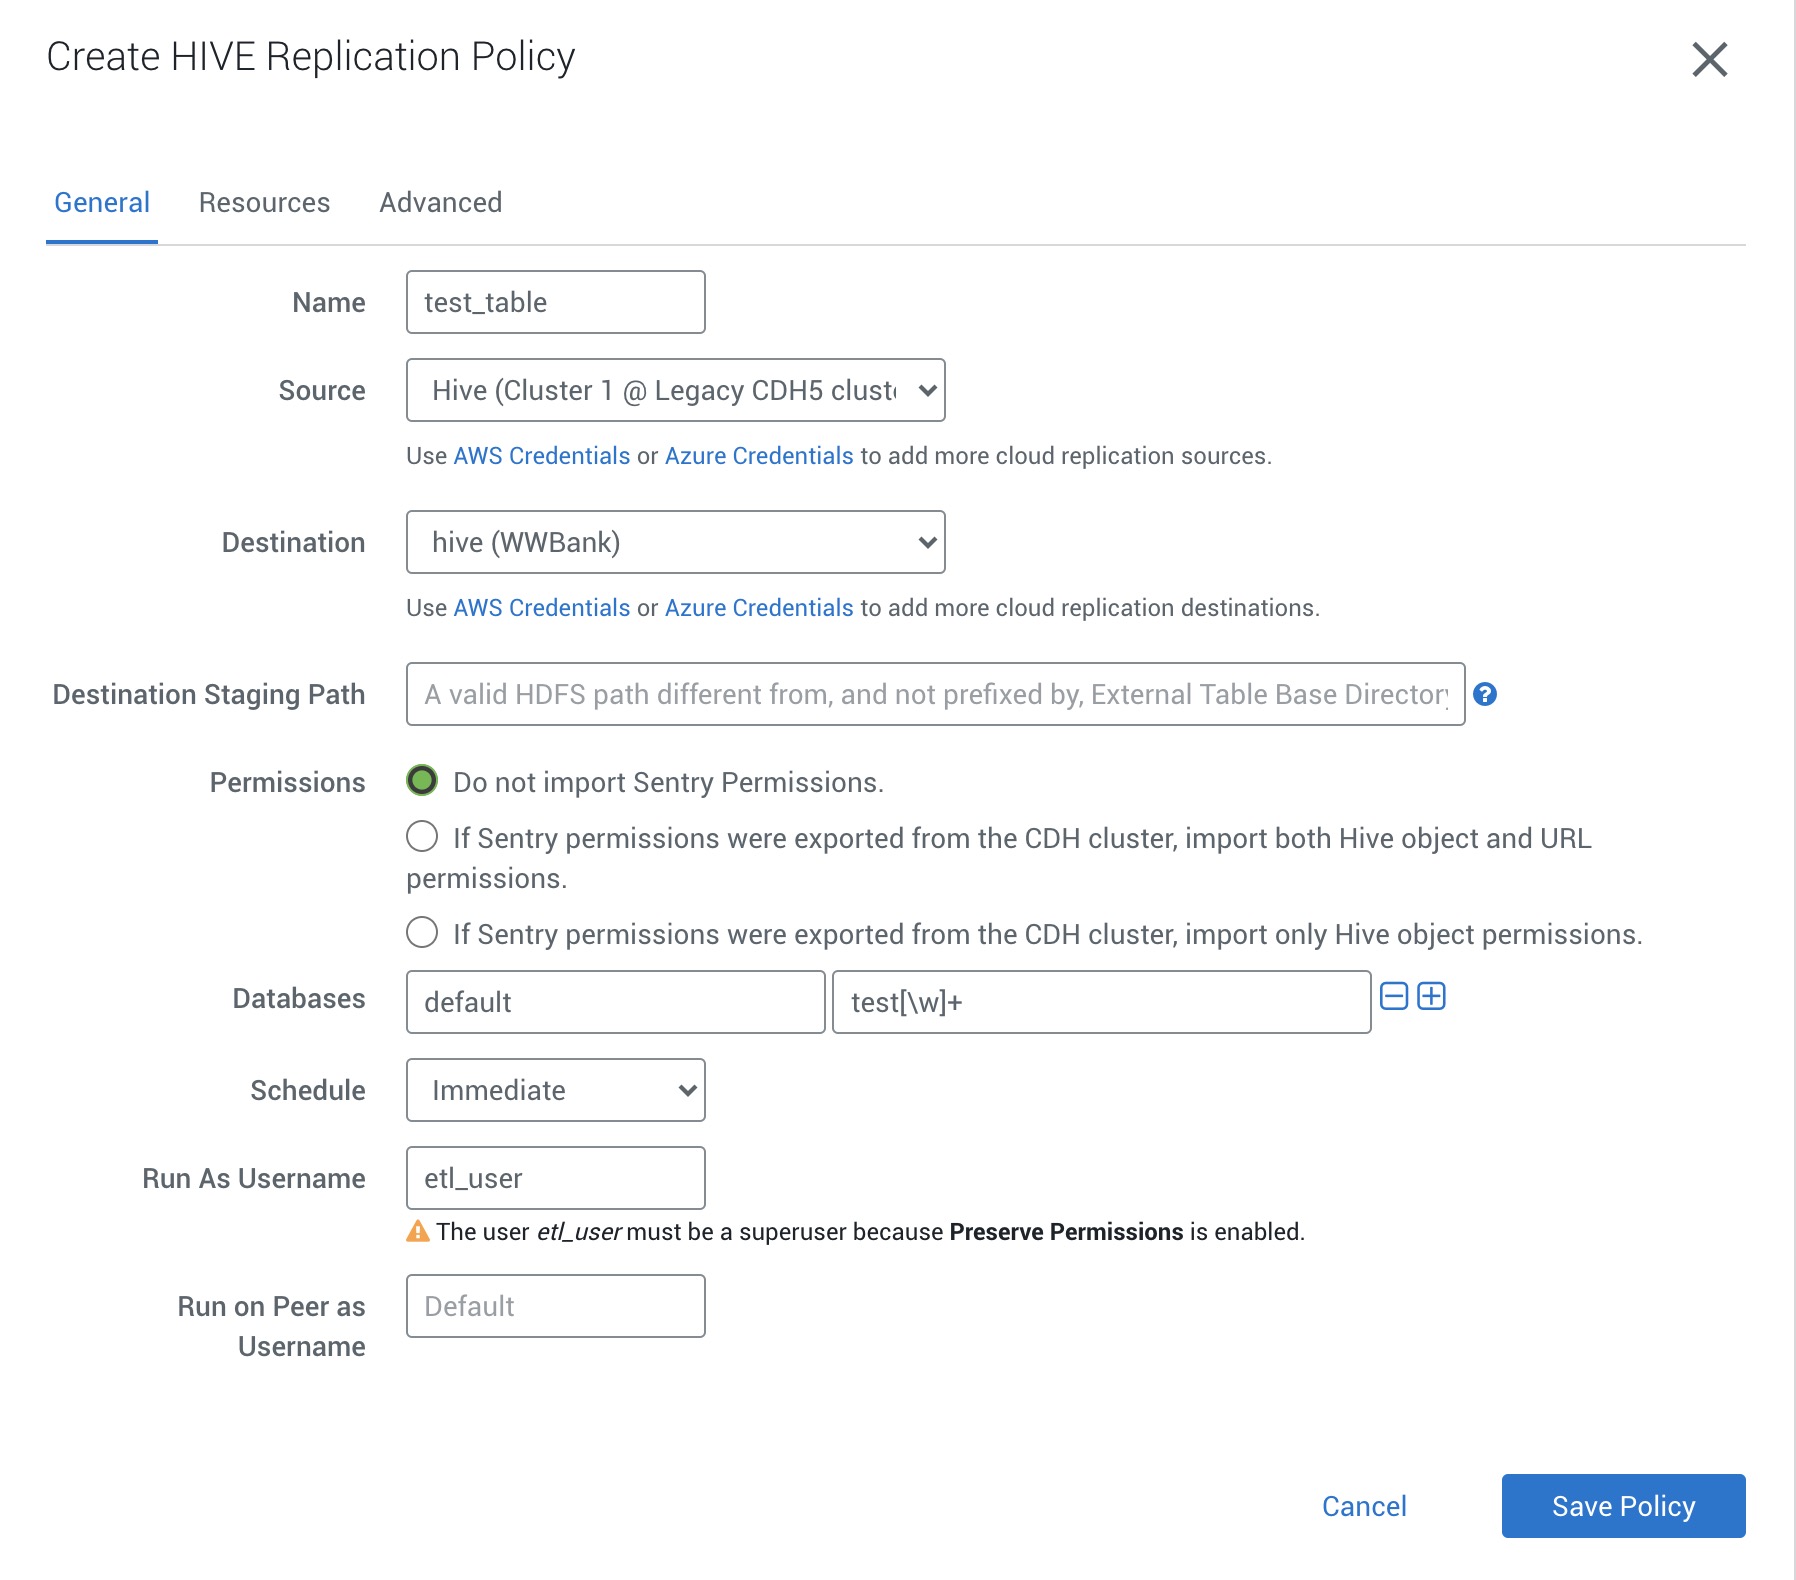 Create HIVE Replication Policy
General Resources Advanced
Name test_table
Source Hive (Cluster 1 @ Legacy CDH5
Use AWS Credentials or Azure Credentials to add more cloud replication sources.
Destination hive (WWBank)
Use AWS Credentials or Azure Credentials to add more cloud replication destinations.
Destination Staging Path A valid HDFS path different from, and not prefixed by, External Table Base Directory
Permissions Do not import Sentry Permissions.
If Sentry permissions were exported from the CDH cluster, import both Hive object and URL
permissions.
If Sentry permissions were exported from the CDH cluster, import only Hive object permissions.
Databases default test[\w]+
Schedule Immediate
Run As Username etl_user
The user etl_user must be a superuser because Preserve Permissions is enabled.
Run on Peer as Default
Username
Cancel Save Policy